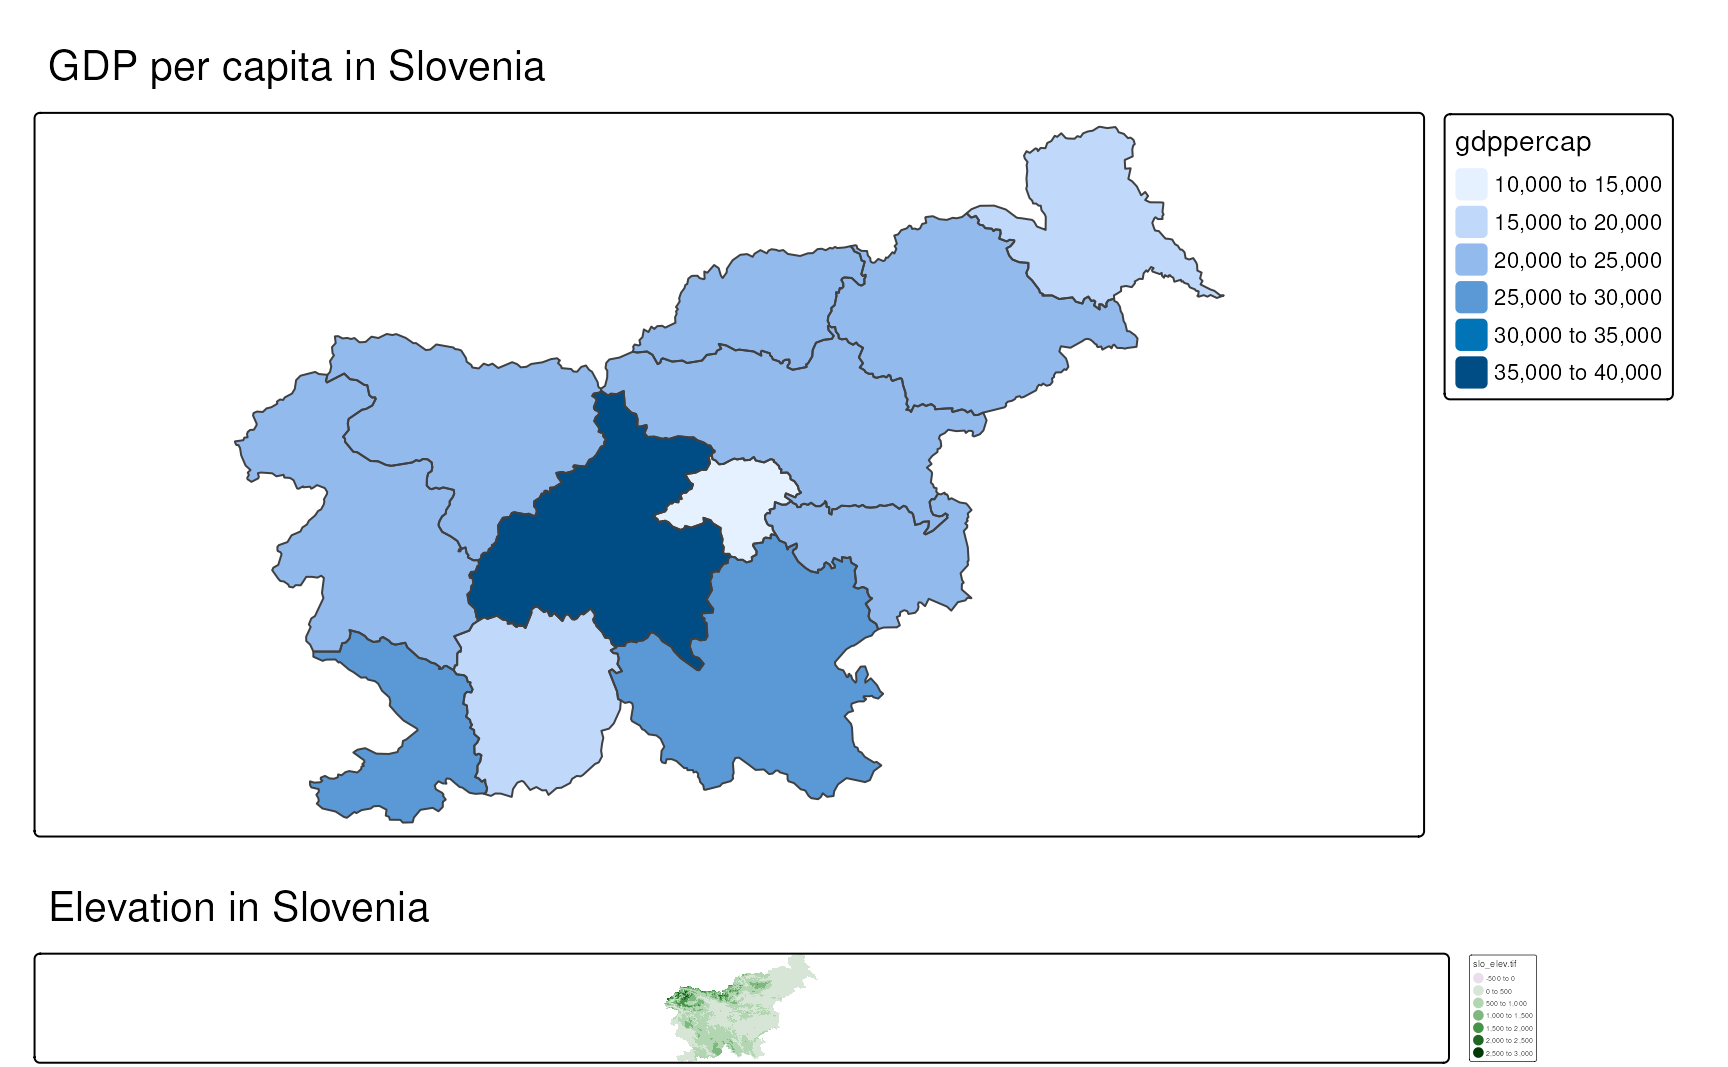 GDP per capita in Slovenia
gdppercap
10,000 to 15,000
15,000 to 20,000
20,000 to 25,000
25,000 to 30,000
30,000 to 35,000
35,000 to 40,000
Elevation in Slovenia
slo_elev.tif
-500 to 0
0 to 500
500 to 1,000
1,000 to 1,500
1,500 to 2,000
2,000 to 2,500
2,500 to 3,000